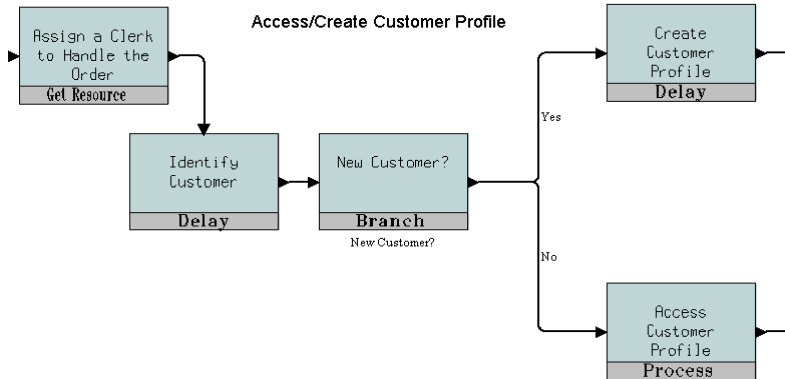 Access/Create Customer Profile
Assign a Clerk
to Handle the
Order
Get Resource
Identify
Customer
Delay
New Customer?
Branch
New Customer?
Yes
No
Create
Customer
Profile
Delay
Access
Customer
Profile
Process